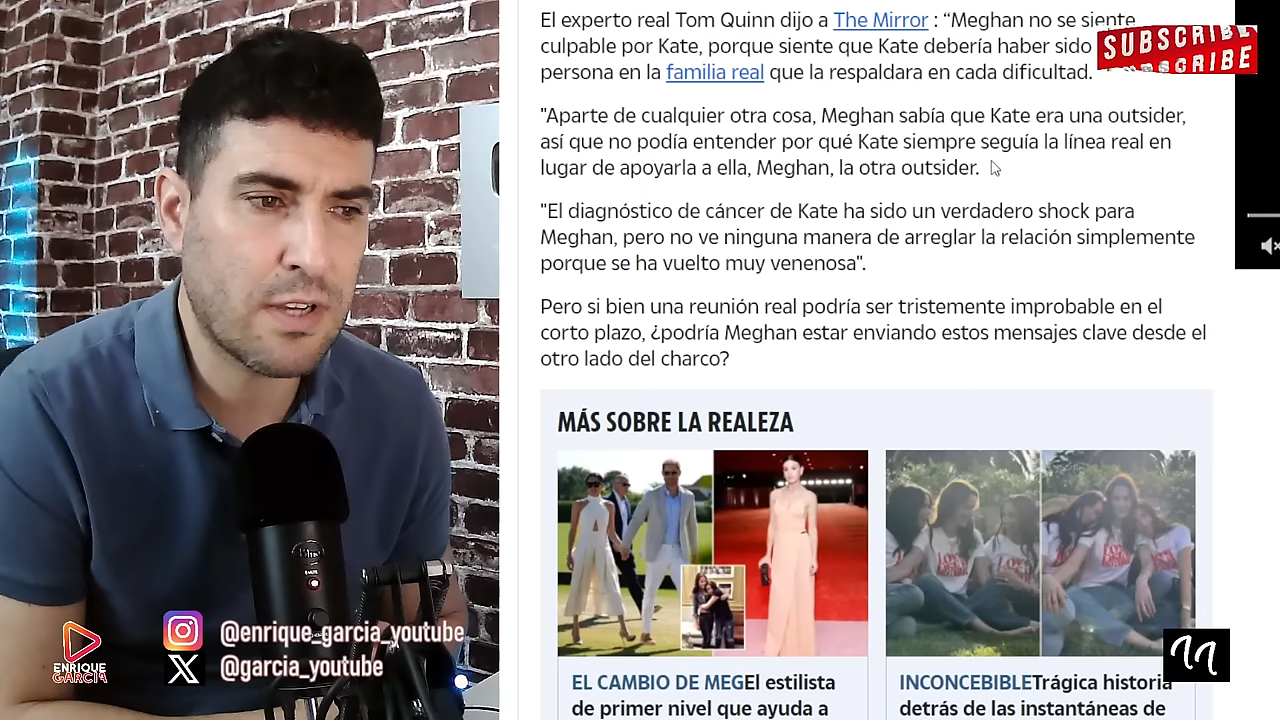 El experto real Tom Quinn dijo a The Mirror : “Meghan no se siente
culpable por Kate, porque siente que Kate debería haber sido
persona en la familia real que la respaldara en cada dificultad.
"Aparte de cualquier otra cosa, Meghan sabía que Kate era una outsider,
así que no podía entender por qué Kate siempre seguía la línea real en
lugar de apoyarla a ella, Meghan, la otra outsider.
"El diagnóstico de cáncer de Kate ha sido un verdadero shock para
Meghan, pero no ve ninguna manera de arreglar la relación simplemente
porque se ha vuelto muy venenosa".
Pero si bien una reunión real podría ser tristemente improbable en el
corto plazo, ¿podría Meghan estar enviando estos mensajes clave desde el
otro lado del charco?
MÁS SOBRE LA REALEZA
EL CAMBIO DE MEGEl estilista
de primer nivel que ayuda a
INCONCEBIBLETrágica historia
detrás de las instantáneas de
SUBSCRIBE
SUBSCRIBE
Blue
@enrique_garcia_youtube
@garcia_youtube
ENRIQUE
GARCIA